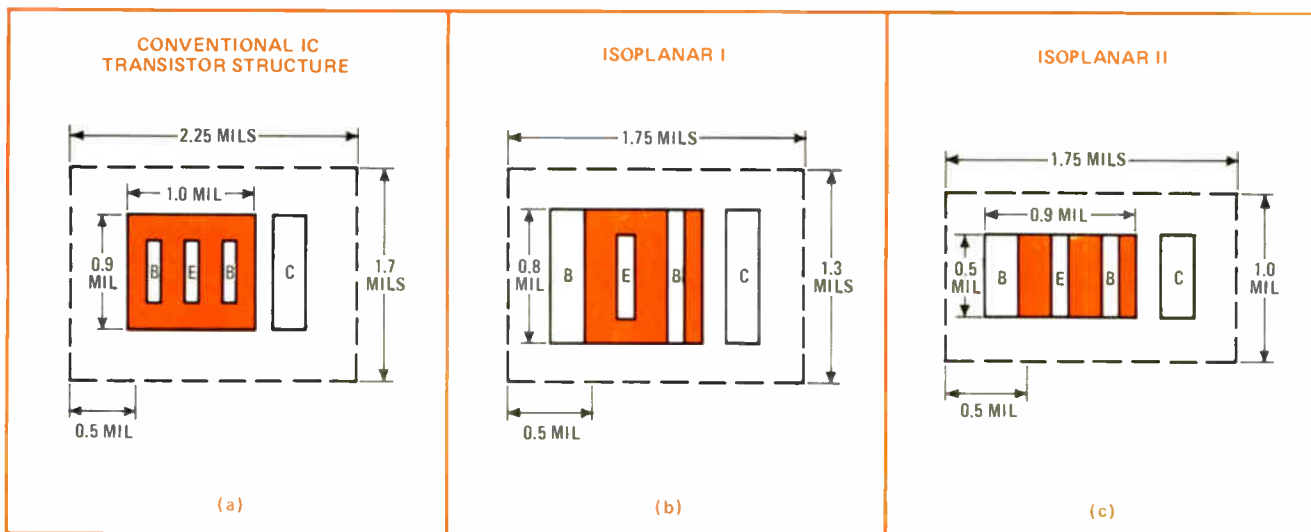 CONVENTIONAL IC
TRANSISTOR STRUCTURE
2.25 MILS
1.0 MIL
0.9
MIL
B
E
B
C
1.7
MILS
0.5 MIL
(a)
ISOPLANAR I
1.75 MILS
0.8
MIL
B
E
B
C
1.3
MILS
0.5 MIL
(b)
ISOPLANAR II
1.75 MILS
0.9 MIL
0.5
MIL
B
E
B
C
1.0
MIL
0.5 MIL
(c)